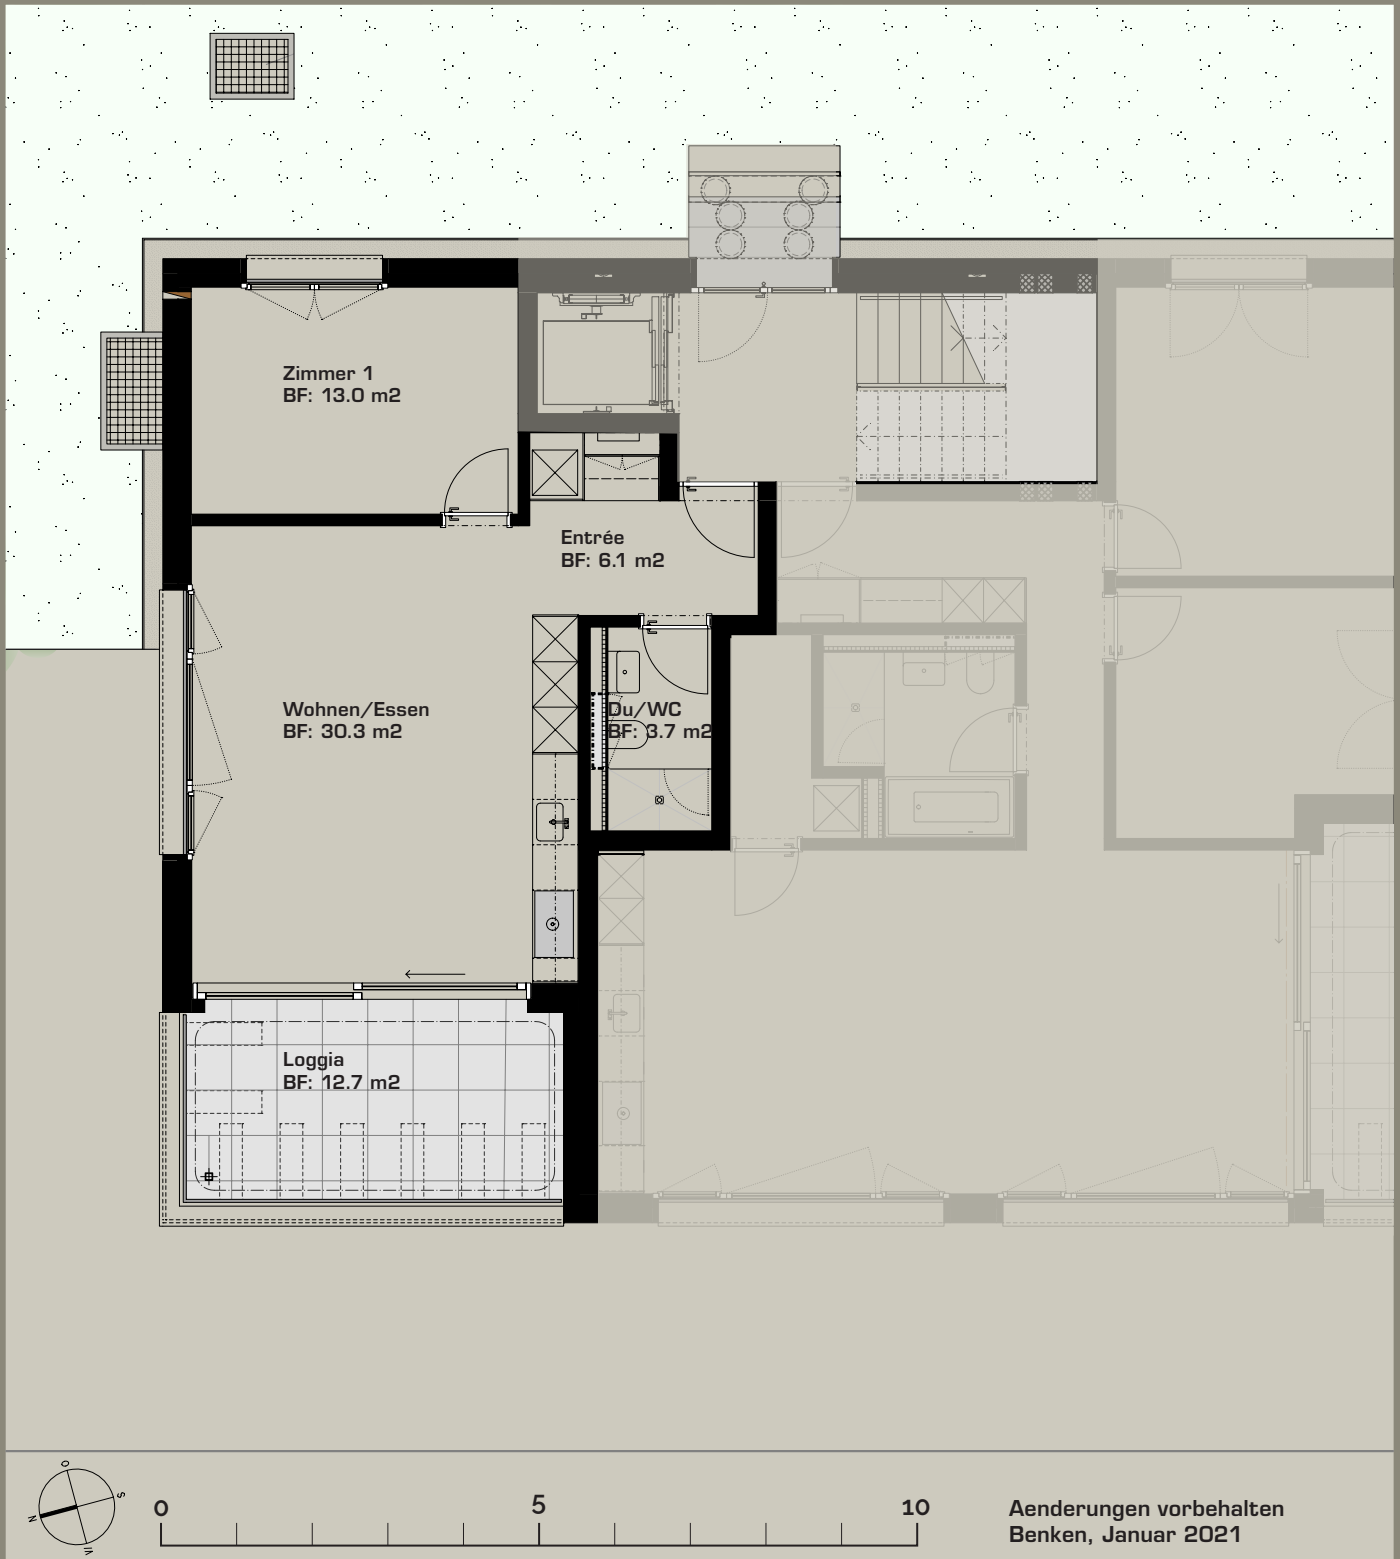 Zimmer 1
BF: 13.0 m2
Entrée
BF: 6.1 m2
Wohnen/Essen
BF: 30.3 m2
Du/WC
BF: 3.7 m2
Loggia
BF: 12.7 m2
O
S
N
W
0
5
10
Aenderungen vorbehalten
Benken, Januar 2021